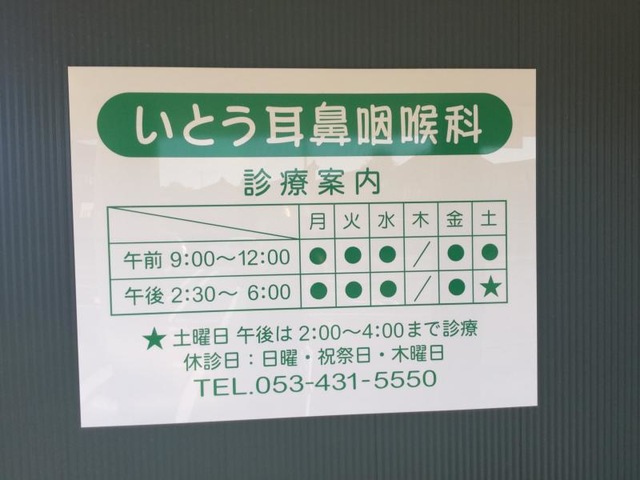 いとう耳鼻咽喉科
診療案内
月 火 水 木 金 土
午前 9:00〜12:00 ● ● ● / ● ●
午後 2:30〜 6:00 ● ● ● / ● ★
★ 土曜日 午後は 2:00〜4:00まで診療
休診日：日曜・祝祭日・木曜日
TEL.053-431-5550